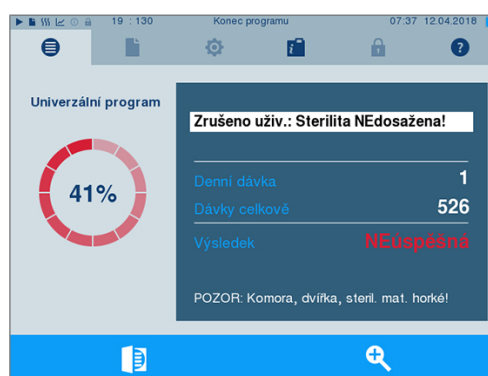 19 : 130 Konec programu 07:37 12.04.2018
Univerzální program
41%
Zrušeno uživ.: Sterilita NEdosažena!
Denní dávka 1
Dávky celkově 526
Výsledek NEúspěšná
POZOR: Komora, dvířka, steril. mat. horké!